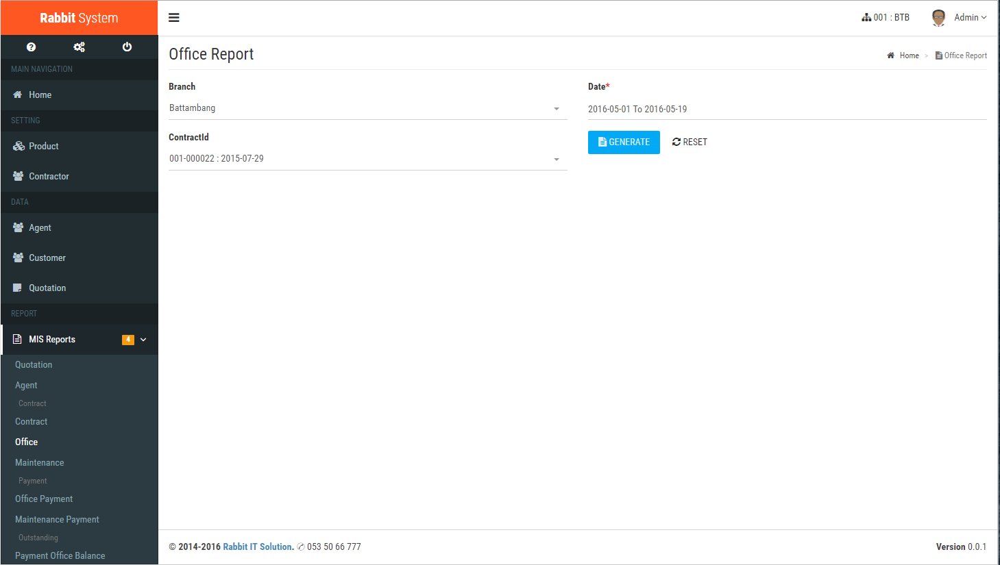 Rabbit System
001 : BTB
Admin
MAIN NAVIGATION
Home
SETTING
Product
Contractor
DATA
Agent
Customer
Quotation
REPORT
MIS Reports 4
Quotation
Agent
Contract
Contract
Office
Maintenance
Payment
Office Payment
Maintenance Payment
Outstanding
Payment Office Balance
Office Report
Home > Office Report
Branch
Battambang
Date*
2016-05-01 To 2016-05-19
ContractId
001-000022 : 2015-07-29
GENERATE
RESET
© 2014-2016 Rabbit IT Solution. ✆ 053 50 66 777
Version 0.0.1